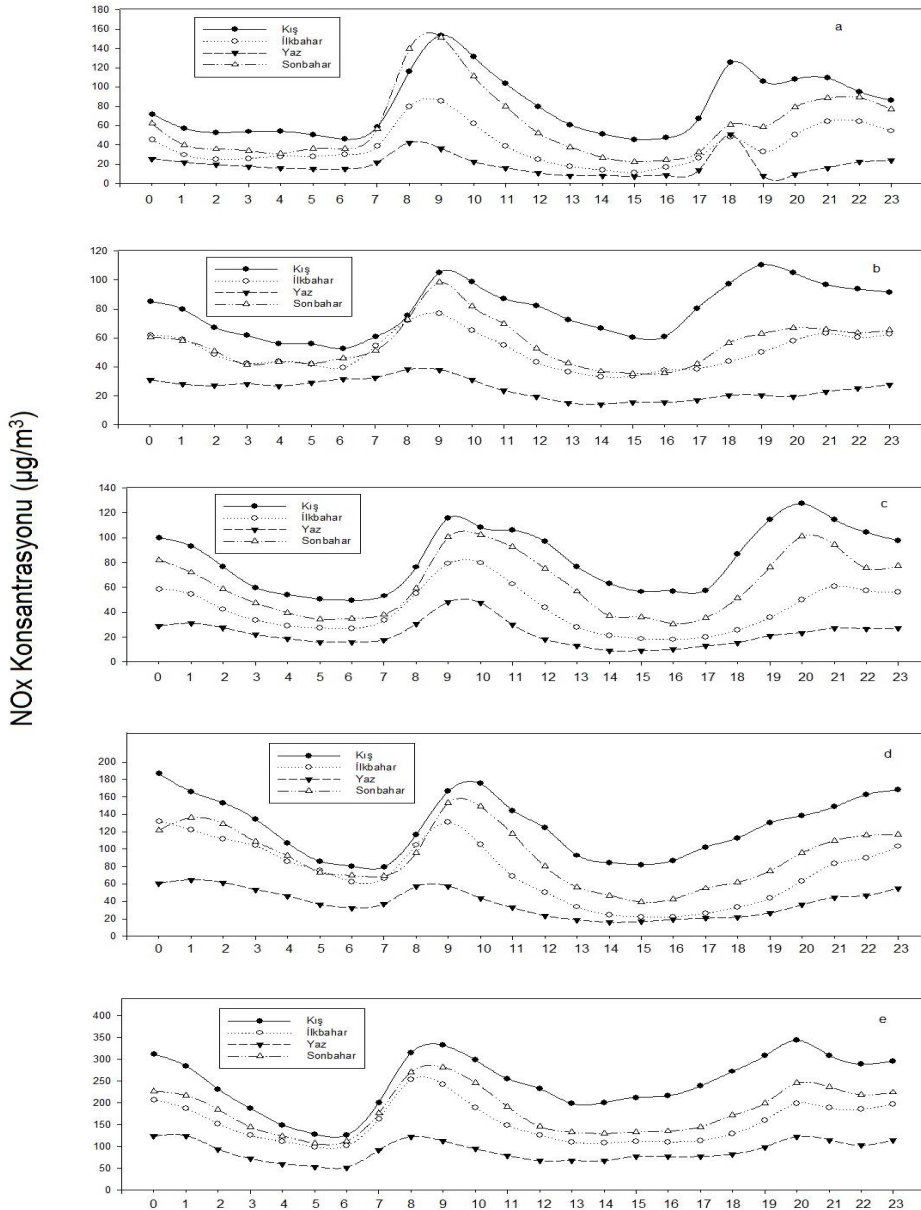 NOx Konsantrasyonu (µg/m³)
180
160
140
120
100
80
60
40
20
0
Kış
İlkbahar
Yaz
Sonbahar
a
0 1 2 3 4 5 6 7 8 9 10 11 12 13 14 15 16 17 18 19 20 21 22 23
120
100
80
60
40
20
0
Kış
İlkbahar
Yaz
Sonbahar
b
0 1 2 3 4 5 6 7 8 9 10 11 12 13 14 15 16 17 18 19 20 21 22 23
140
120
100
80
60
40
20
0
Kış
İlkbahar
Yaz
Sonbahar
c
0 1 2 3 4 5 6 7 8 9 10 11 12 13 14 15 16 17 18 19 20 21 22 23
200
180
160
140
120
100
80
60
40
20
0
Kış
İlkbahar
Yaz
Sonbahar
d
0 1 2 3 4 5 6 7 8 9 10 11 12 13 14 15 16 17 18 19 20 21 22 23
400
350
300
250
200
150
100
50
0
Kış
İlkbahar
Yaz
Sonbahar
e
0 1 2 3 4 5 6 7 8 9 10 11 12 13 14 15 16 17 18 19 20 21 22 23